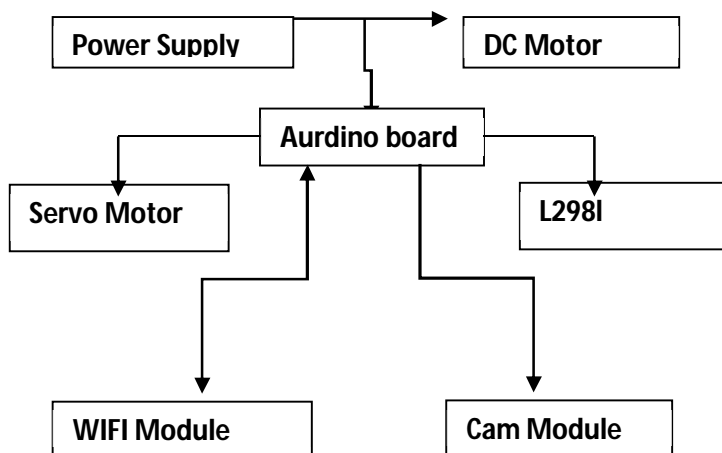 Power Supply
DC Motor
Aurdino board
Servo Motor
L298I
WIFI Module
Cam Module